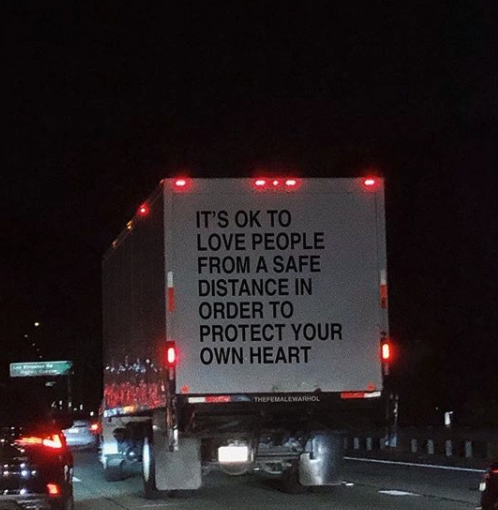 IT'S OK TO
LOVE PEOPLE
FROM A SAFE
DISTANCE IN
ORDER TO
PROTECT YOUR
OWN HEART
THEFEMALEWARHOL